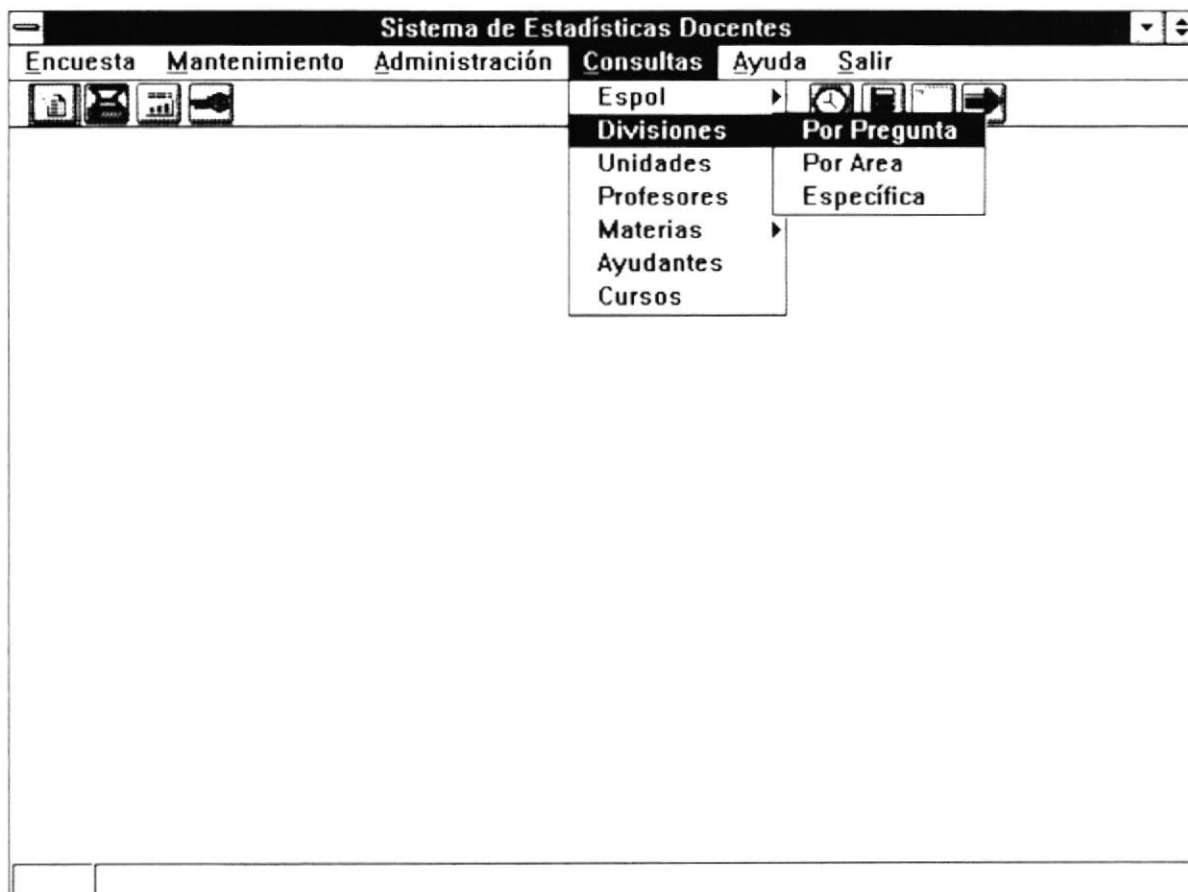 Sistema de Estadísticas Docentes
Encuesta Mantenimiento Administración Consultas Ayuda Salir
Espol
Divisiones
Unidades
Profesores
Materias
Ayudantes
Cursos
Por Pregunta
Por Area
Específica